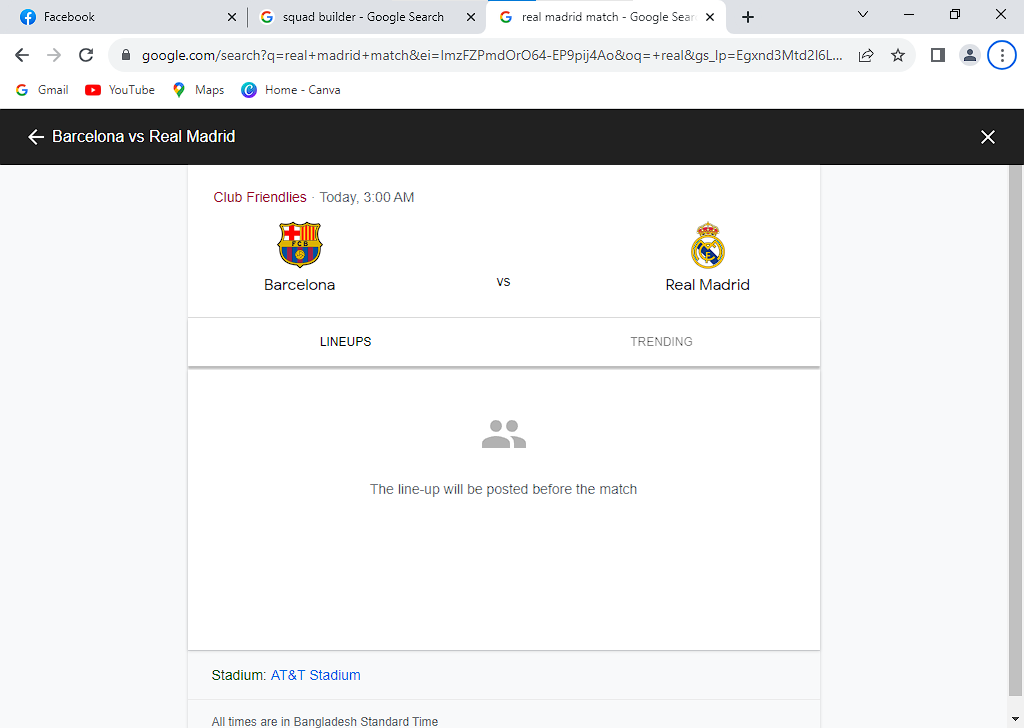 Facebook
squad builder - Google Search
real madrid match - Google Sear
google.com/search?q=real+madrid+match&ei=ImzFZPmdOrO64-EP9pij4Ao&oq=+real&gs_lp=Egxnd3Mtd2l6L...
Gmail
YouTube
Maps
Home - Canva
Barcelona vs Real Madrid
Club Friendlies · Today, 3:00 AM
FCB
Barcelona
VS
Real Madrid
LINEUPS
TRENDING
The line-up will be posted before the match
Stadium: AT&T Stadium
All times are in Bangladesh Standard Time